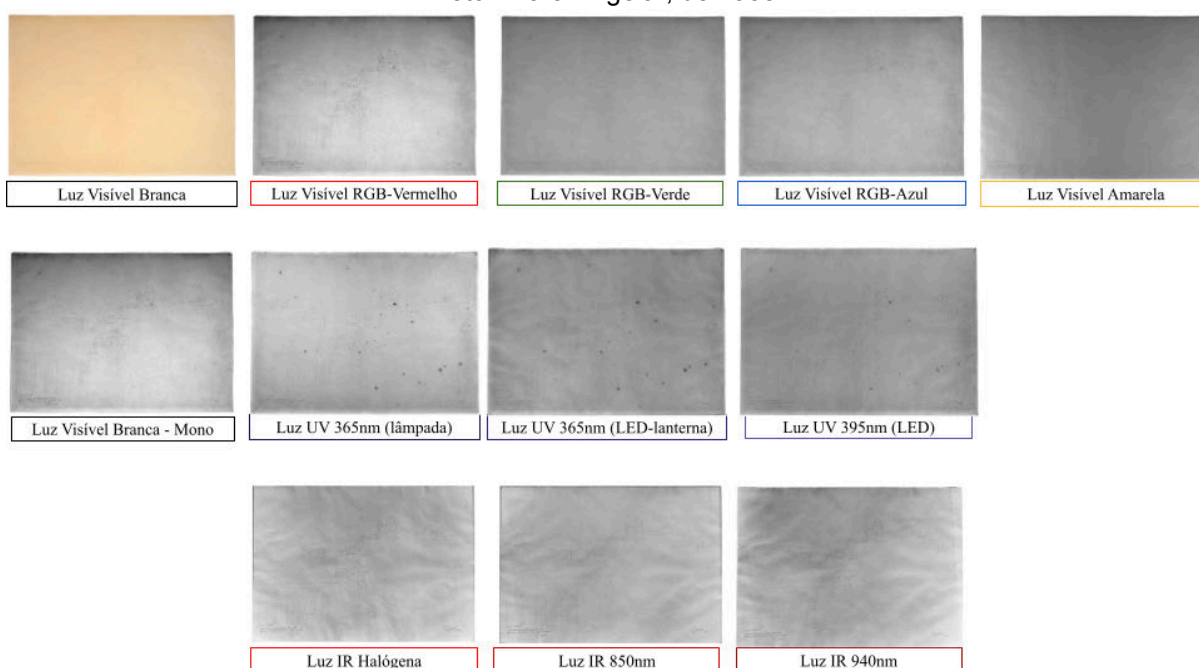 Luz Visível Branca
Luz Visível RGB-Vermelho
Luz Visível RGB-Verde
Luz Visível RGB-Azul
Luz Visível Amarela
Luz Visível Branca - Mono
Luz UV 365nm (lâmpada)
Luz UV 365nm (LED-lanterna)
Luz UV 395nm (LED)
Luz IR Halógena
Luz IR 850nm
Luz IR 940nm